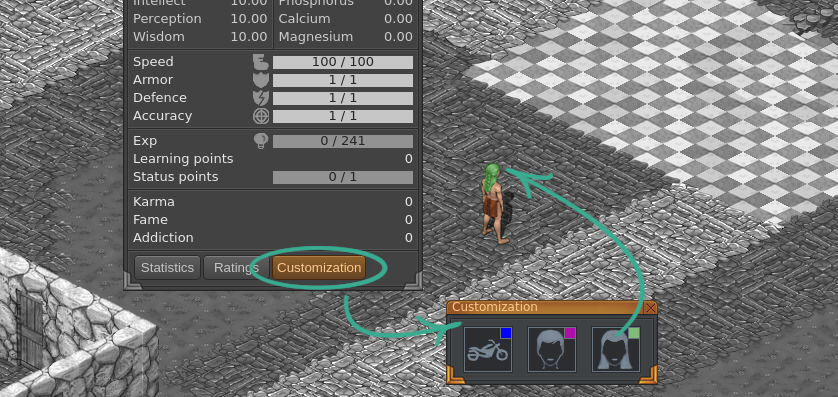 Intellect 10.00 Phosphorus 0.00
Perception 10.00 Calcium 0.00
Wisdom 10.00 Magnesium 0.00
Speed 100 / 100
Armor 1 / 1
Defence 1 / 1
Accuracy 1 / 1
Exp 0 / 241
Learning points 0
Status points 0 / 1
Karma 0
Fame 0
Addiction 0
Statistics Ratings Customization
Customization